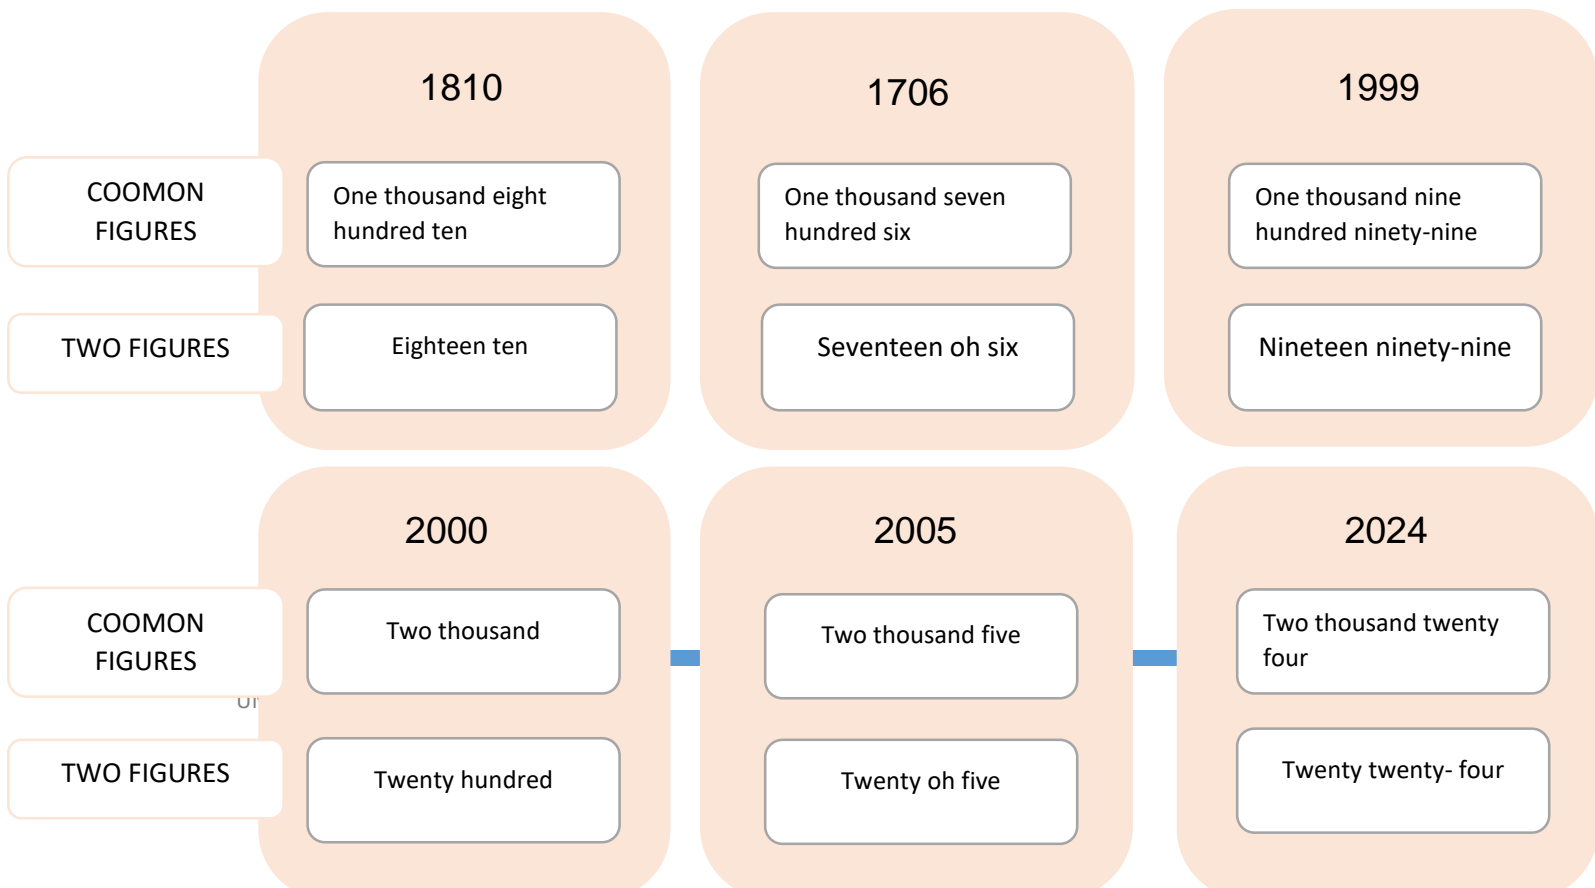 1810
1706
1999
COOMON
FIGURES
One thousand eight
hundred ten
One thousand seven
hundred six
One thousand nine
hundred ninety-nine
TWO FIGURES
Eighteen ten
Seventeen oh six
Nineteen ninety-nine
2000
2005
2024
COOMON
FIGURES
Two thousand
Two thousand five
Two thousand twenty
four
TWO FIGURES
Twenty hundred
Twenty oh five
Twenty twenty- four